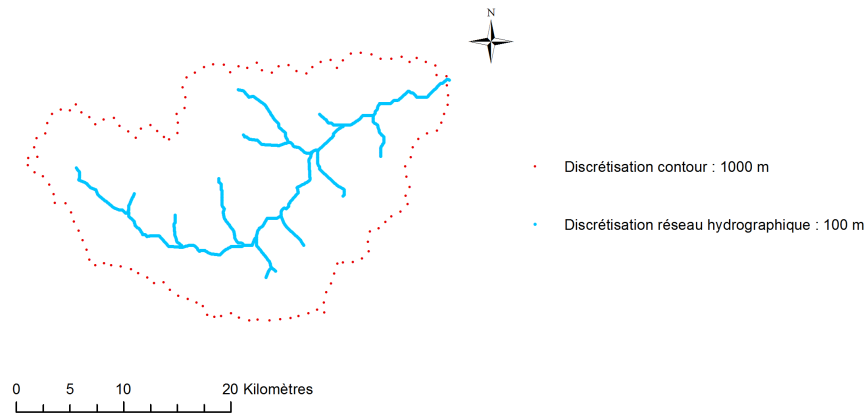 N
Discrétisation contour : 1000 m
Discrétisation réseau hydrographique : 100 m
0 5 10 20 Kilomètres